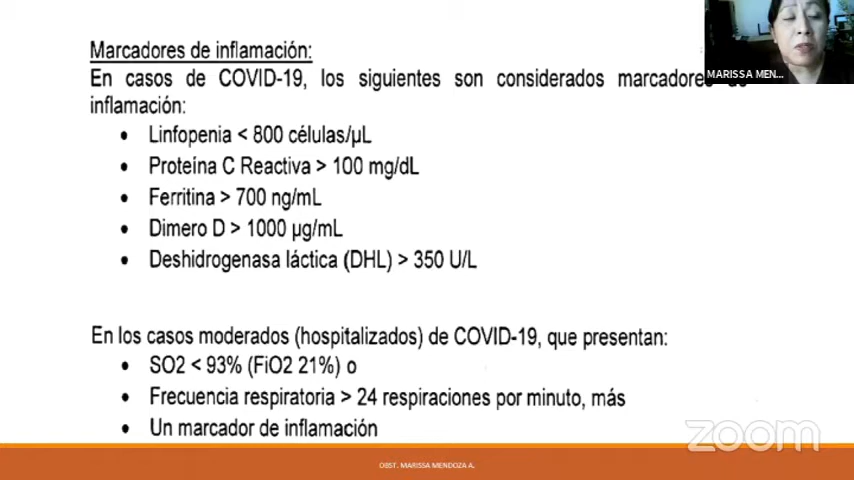 Marcadores de inflamación:
En casos de COVID-19, los siguientes son considerados marcadores de
inflamación:
• Linfopenia < 800 células/µL
• Proteína C Reactiva > 100 mg/dL
• Ferritina > 700 ng/mL
• Dimero D > 1000 µg/mL
• Deshidrogenasa láctica (DHL) > 350 U/L
En los casos moderados (hospitalizados) de COVID-19, que presentan:
• SO2 < 93% (FiO2 21%) o
• Frecuencia respiratoria > 24 respiraciones por minuto, más
• Un marcador de inflamación
OBST. MARISSA MENDOZA A.
MARISSA MEN...
zoom